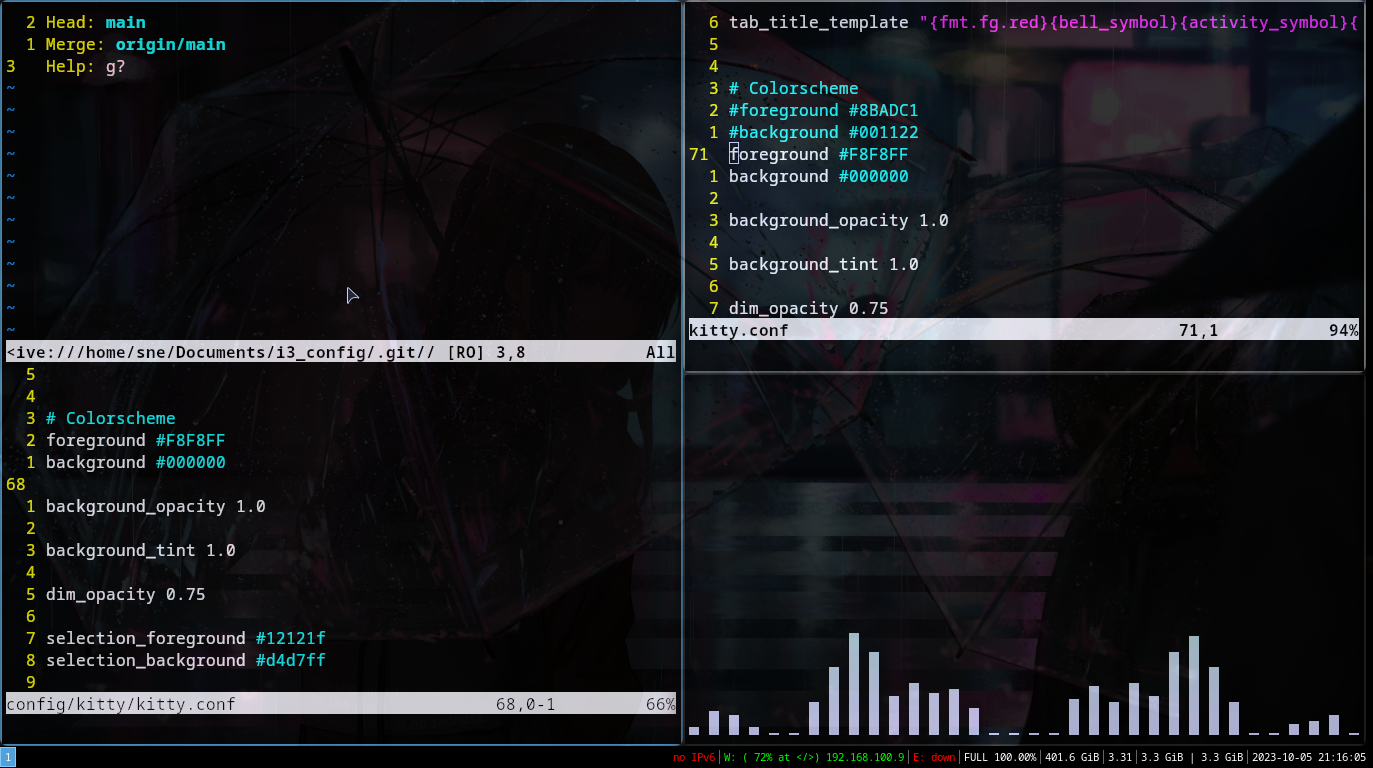 2 Head: main
1 Merge: origin/main
3 Help: g?
~
~
~
~
~
~
~
~
~
~
~
~
<ive:///home/sne/Documents/i3_config/.git// [RO] 3,8 All
5
4
3 # Colorscheme
2 foreground #F8F8FF
1 background #000000
68
1 background_opacity 1.0
2
3 background_tint 1.0
4
5 dim_opacity 0.75
6
7 selection_foreground #12121f
8 selection_background #d4d7ff
9
config/kitty/kitty.conf 68,0-1 66%
6 tab_title_template "{fmt.fg.red}{bell_symbol}{activity_symbol}{
5
4
3 # Colorscheme
2 #foreground #8BADC1
1 #background #001122
71 foreground #F8F8FF
1 background #000000
2
3 background_opacity 1.0
4
5 background_tint 1.0
6
7 dim_opacity 0.75
kitty.conf 71,1 94%
1 no IPv6 | W: ( 72% at </>) 192.168.100.9 | E: down | FULL 100.00% | 401.6 GiB | 3.31 | 3.3 GiB | 3.3 GiB | 2023-10-05 21:16:05